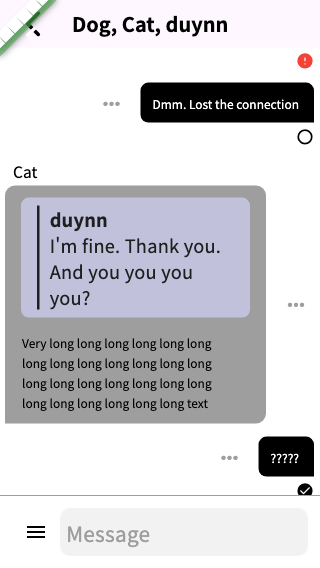 Dog, Cat, duynn
Dmm. Lost the connection
Cat
duynn
I'm fine. Thank you.
And you you you
you?
Very long long long long long long
long long long long long long long
long long long long long long long
long long long long long long text
?????
Message